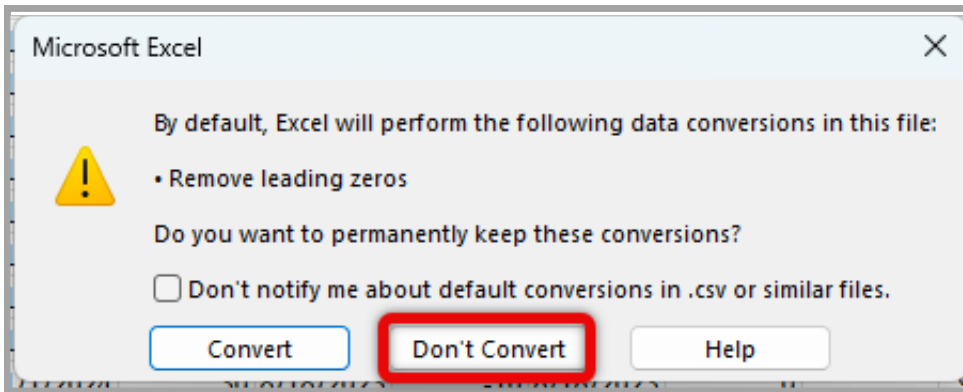 Microsoft Excel
By default, Excel will perform the following data conversions in this file:
• Remove leading zeros
Do you want to permanently keep these conversions?
Don't notify me about default conversions in .csv or similar files.
Convert Don't Convert Help